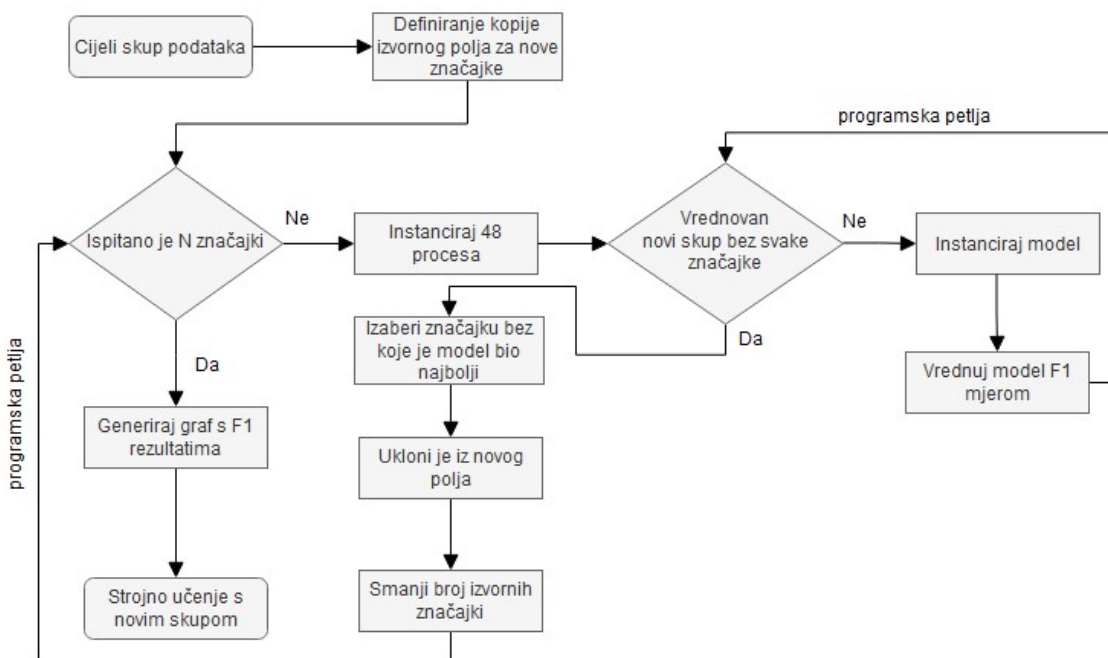 Cijeli skup podataka
Definiranje kopije
izvornog polja za nove
značajke
programska petlja
Ispitano je N značajki
Ne
Instanciraj 48
procesa
Vrednovan
novi skup bez svake
značajke
Ne
Instanciraj model
Da
Izaberi značajku bez
koje je model bio
najbolji
Da
Vrednuj model F1
mjerom
programska petlja
Generiraj graf s F1
rezultatima
Ukloni je iz novog
polja
Strojno učenje s
novim skupom
Smanji broj izvornih
značajki